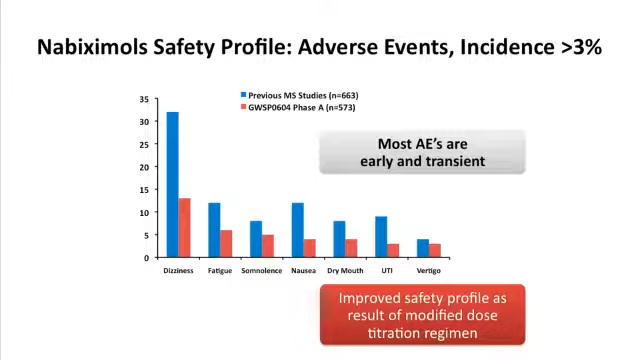 Nabiximols Safety Profile: Adverse Events, Incidence >3%
Previous MS Studies (n=663)
GWSP0604 Phase A (n=573)
35
30
25
20
15
10
5
0
Dizziness Fatigue Somnolence Nausea Dry Mouth UTI Vertigo
Most AE's are
early and transient
Improved safety profile as
result of modified dose
titration regimen